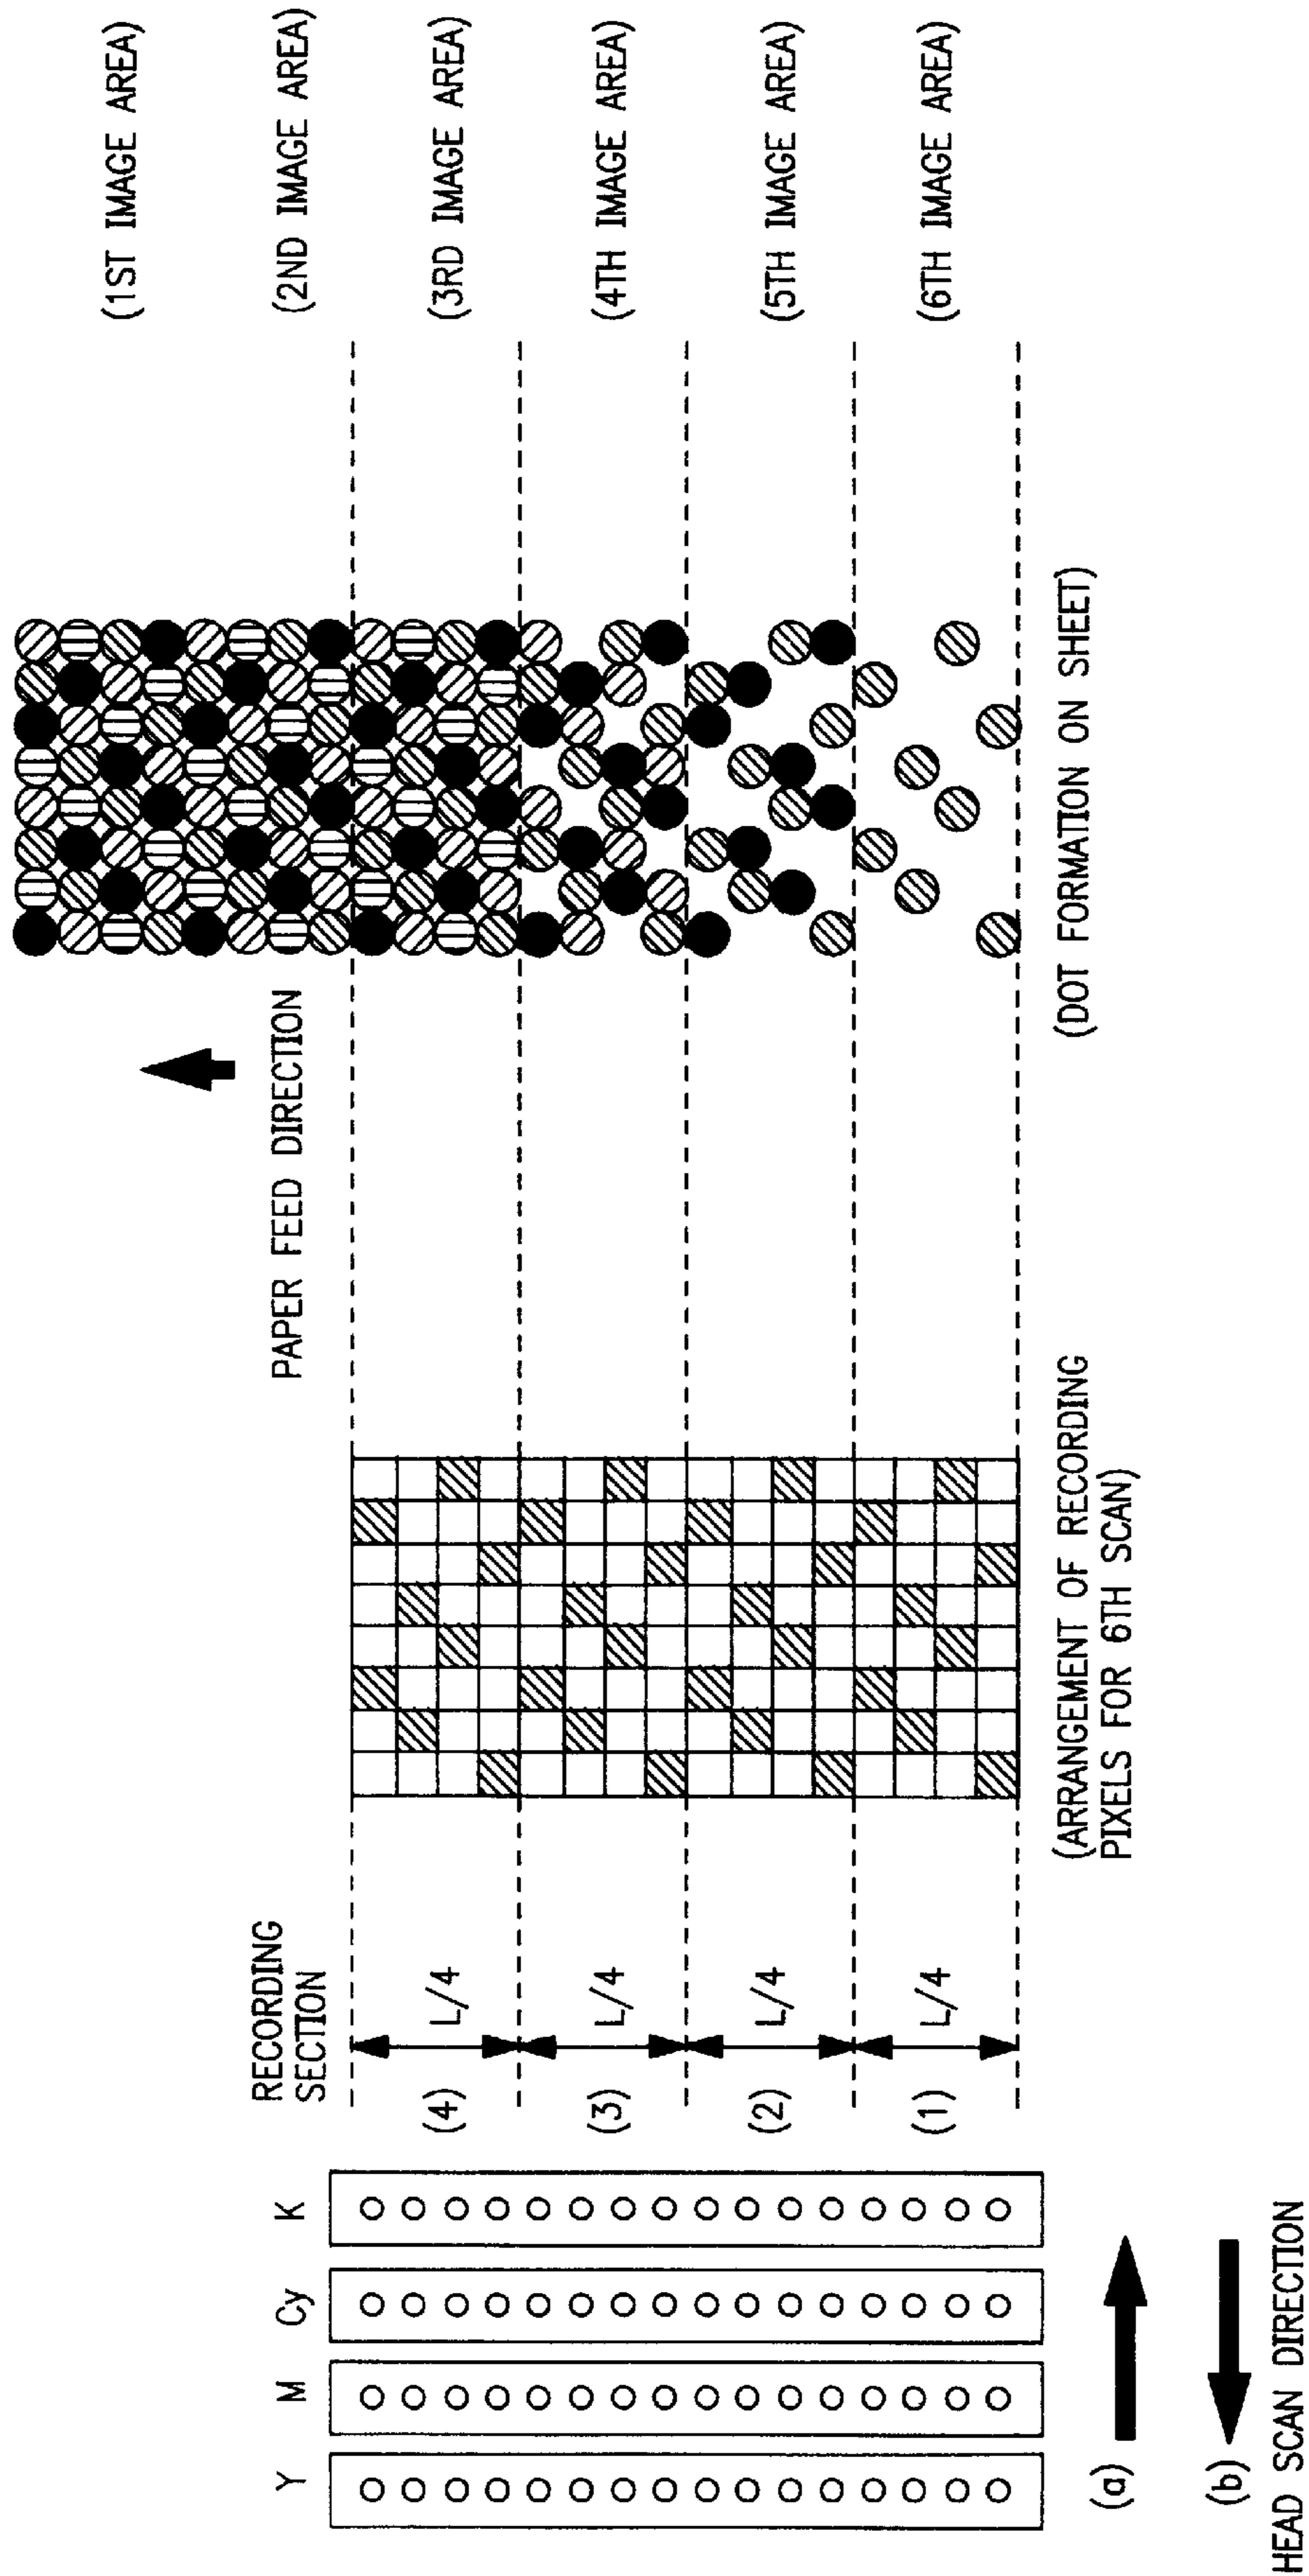 Y
M
Cy
K
(a)
(b)
HEAD SCAN DIRECTION
RECORDING
SECTION
(4)
L/4
(3)
L/4
(2)
L/4
(1)
L/4
(ARRANGEMENT OF RECORDING
PIXELS FOR 6TH SCAN)
PAPER FEED DIRECTION
(DOT FORMATION ON SHEET)
(1ST IMAGE AREA)
(2ND IMAGE AREA)
(3RD IMAGE AREA)
(4TH IMAGE AREA)
(5TH IMAGE AREA)
(6TH IMAGE AREA)